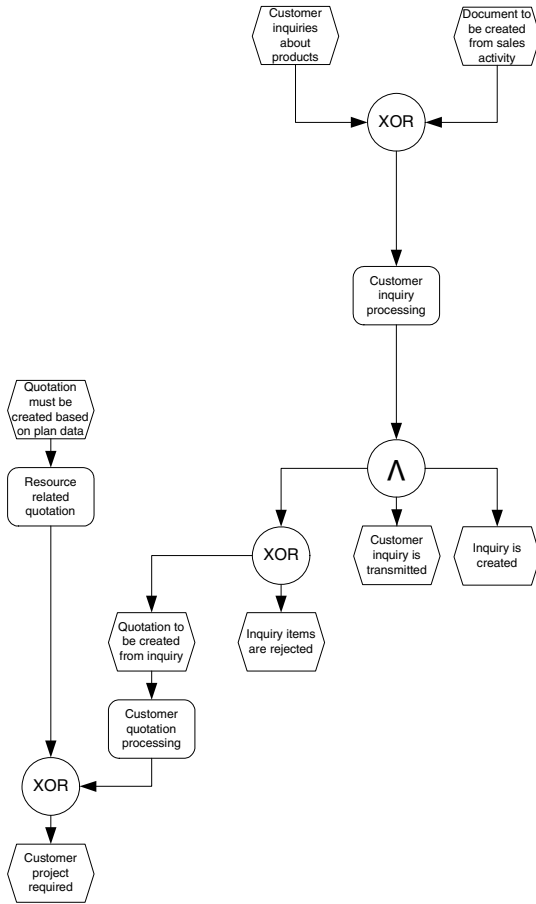 Customer
inquiries
about
products
Document to
be created
from sales
activity
XOR
Customer
inquiry
processing
Quotation
must be
created based
on plan data
Resource
related
quotation
Λ
XOR
Customer
inquiry is
transmitted
Inquiry is
created
Quotation to
be created
from inquiry
Inquiry items
are rejected
Customer
quotation
processing
XOR
Customer
project
required